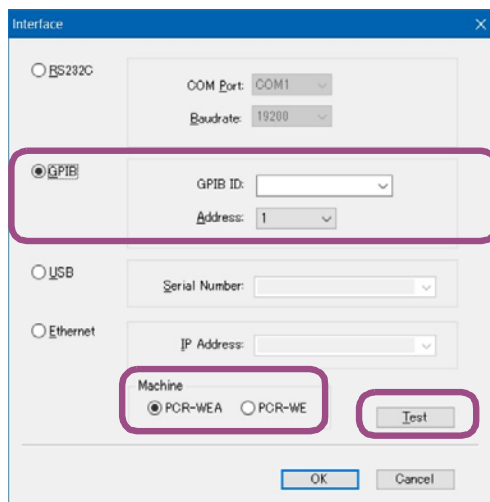 Interface
RS232C
COM Port: COM1
Baudrate: 19200
GPIB
GPIB ID:
Address: 1
USB
Serial Number:
Ethernet
IP Address:
Machine
PCR-WEA PCR-WE
Test
OK Cancel